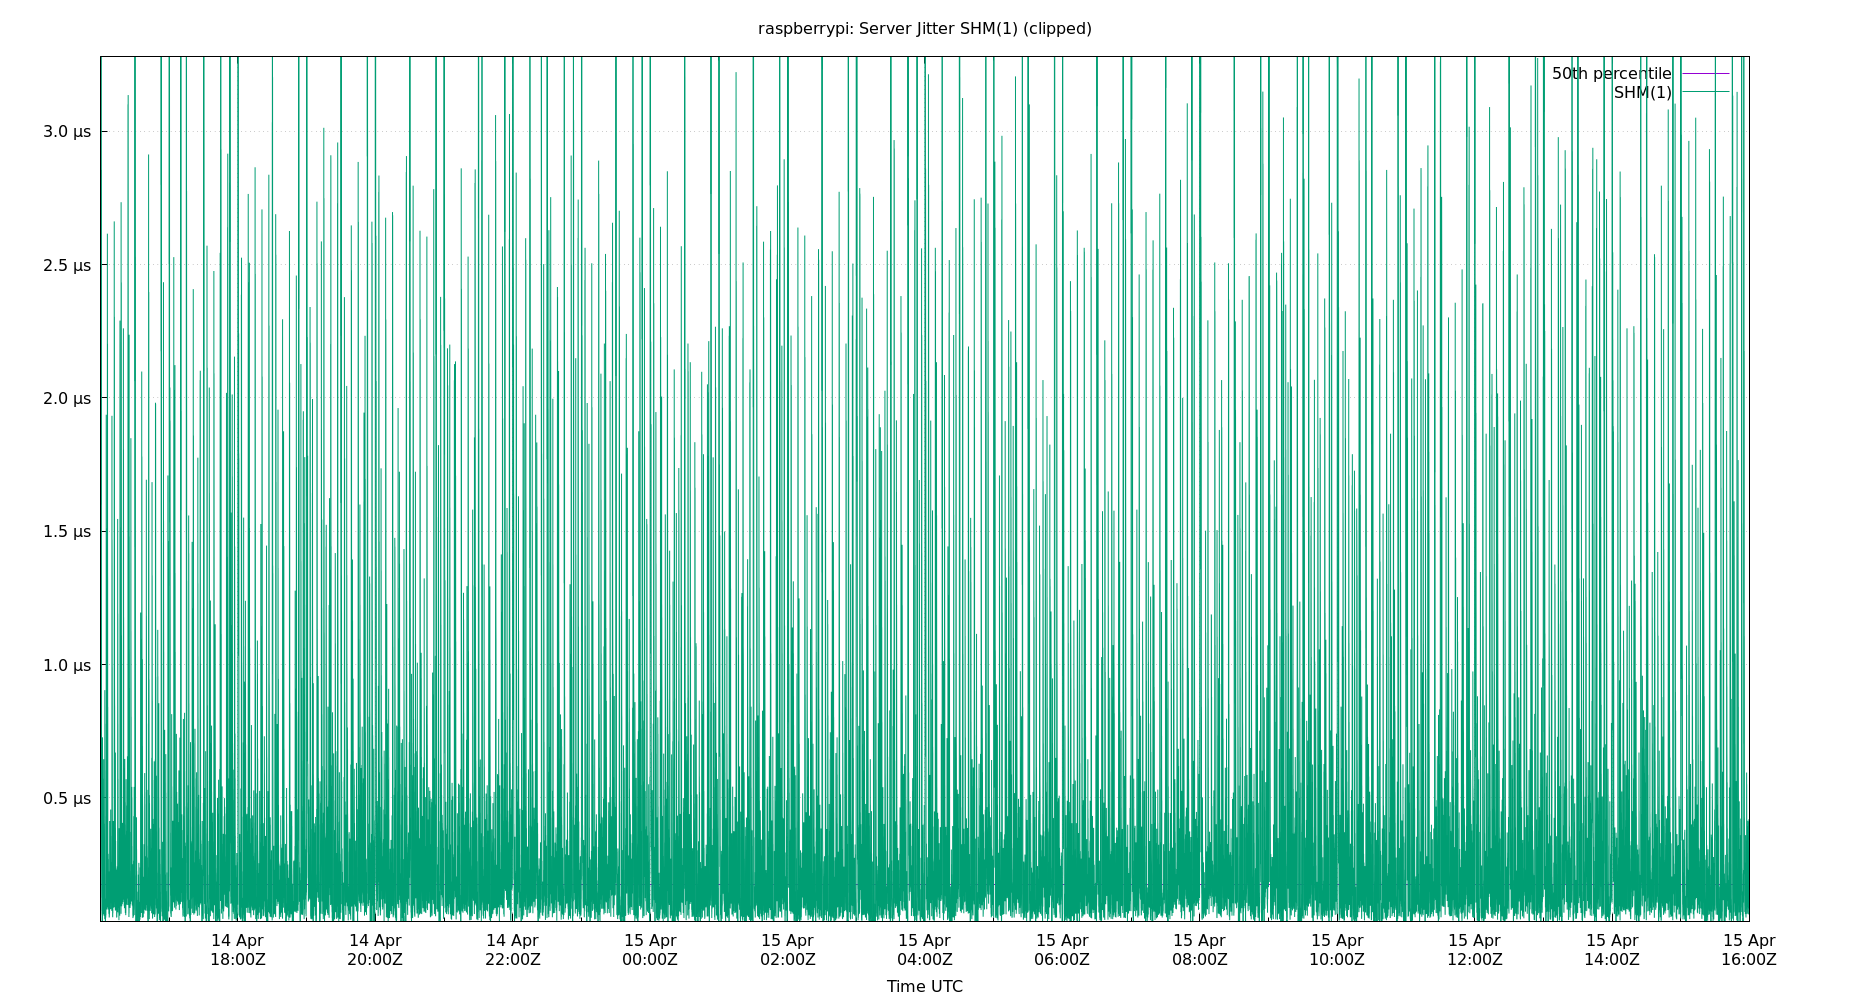 raspberrypi: Server Jitter SHM(1) (clipped)
50th percentile
SHM(1)
3.0 µs
2.5 µs
2.0 µs
1.5 µs
1.0 µs
0.5 µs
14 Apr 14 Apr 14 Apr 15 Apr 15 Apr 15 Apr 15 Apr 15 Apr 15 Apr 15 Apr 15 Apr 15 Apr
18:00Z 20:00Z 22:00Z 00:00Z 02:00Z 04:00Z 06:00Z 08:00Z 10:00Z 12:00Z 14:00Z 16:00Z
Time UTC